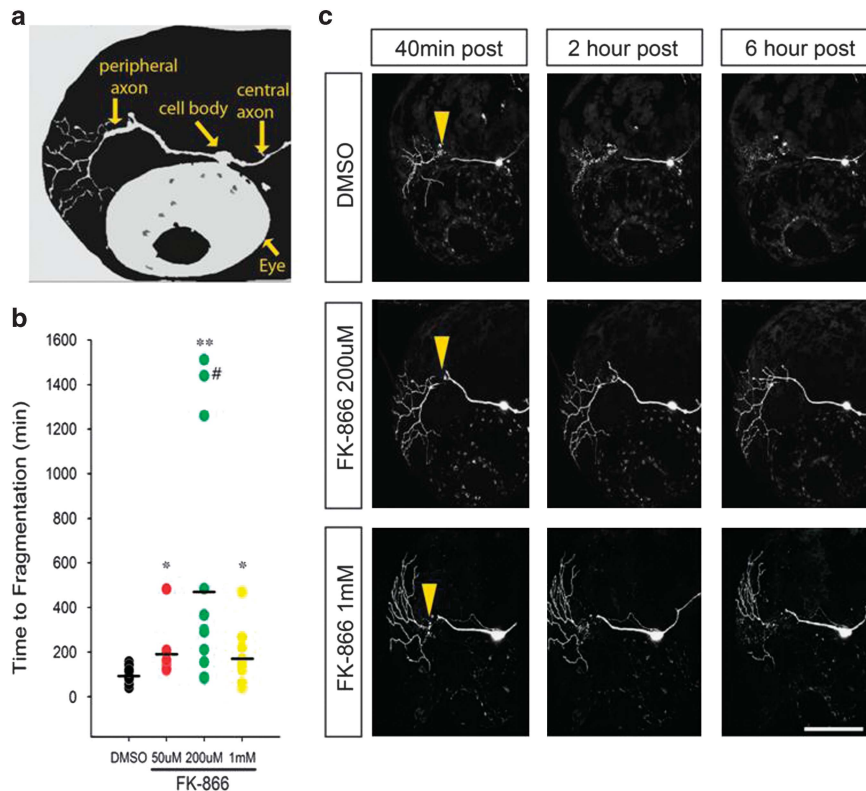 a
peripheral
axon
cell body
central
axon
Eye
b
Time to Fragmentation (min)
1600
1400
1200
1000
800
600
400
200
0
**
#
*
*
DMSO 50uM 200uM 1mM
FK-866
c
40min post 2 hour post 6 hour post
DMSO
FK-866 200uM
FK-866 1mM